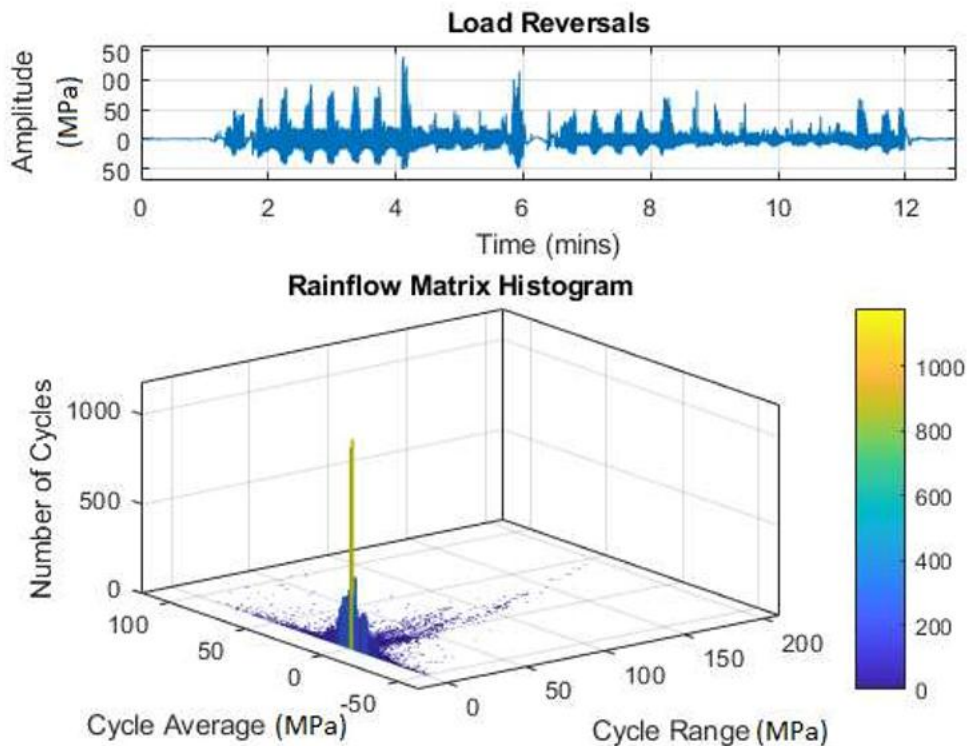 Load Reversals
Amplitude
(MPa)
50
00
50
0
50
0 2 4 6 8 10 12
Time (mins)
Rainflow Matrix Histogram
Number of Cycles
1000
500
0
100
50
0
-50
Cycle Average (MPa)
0
50
100
150
200
Cycle Range (MPa)
1000
800
600
400
200
0